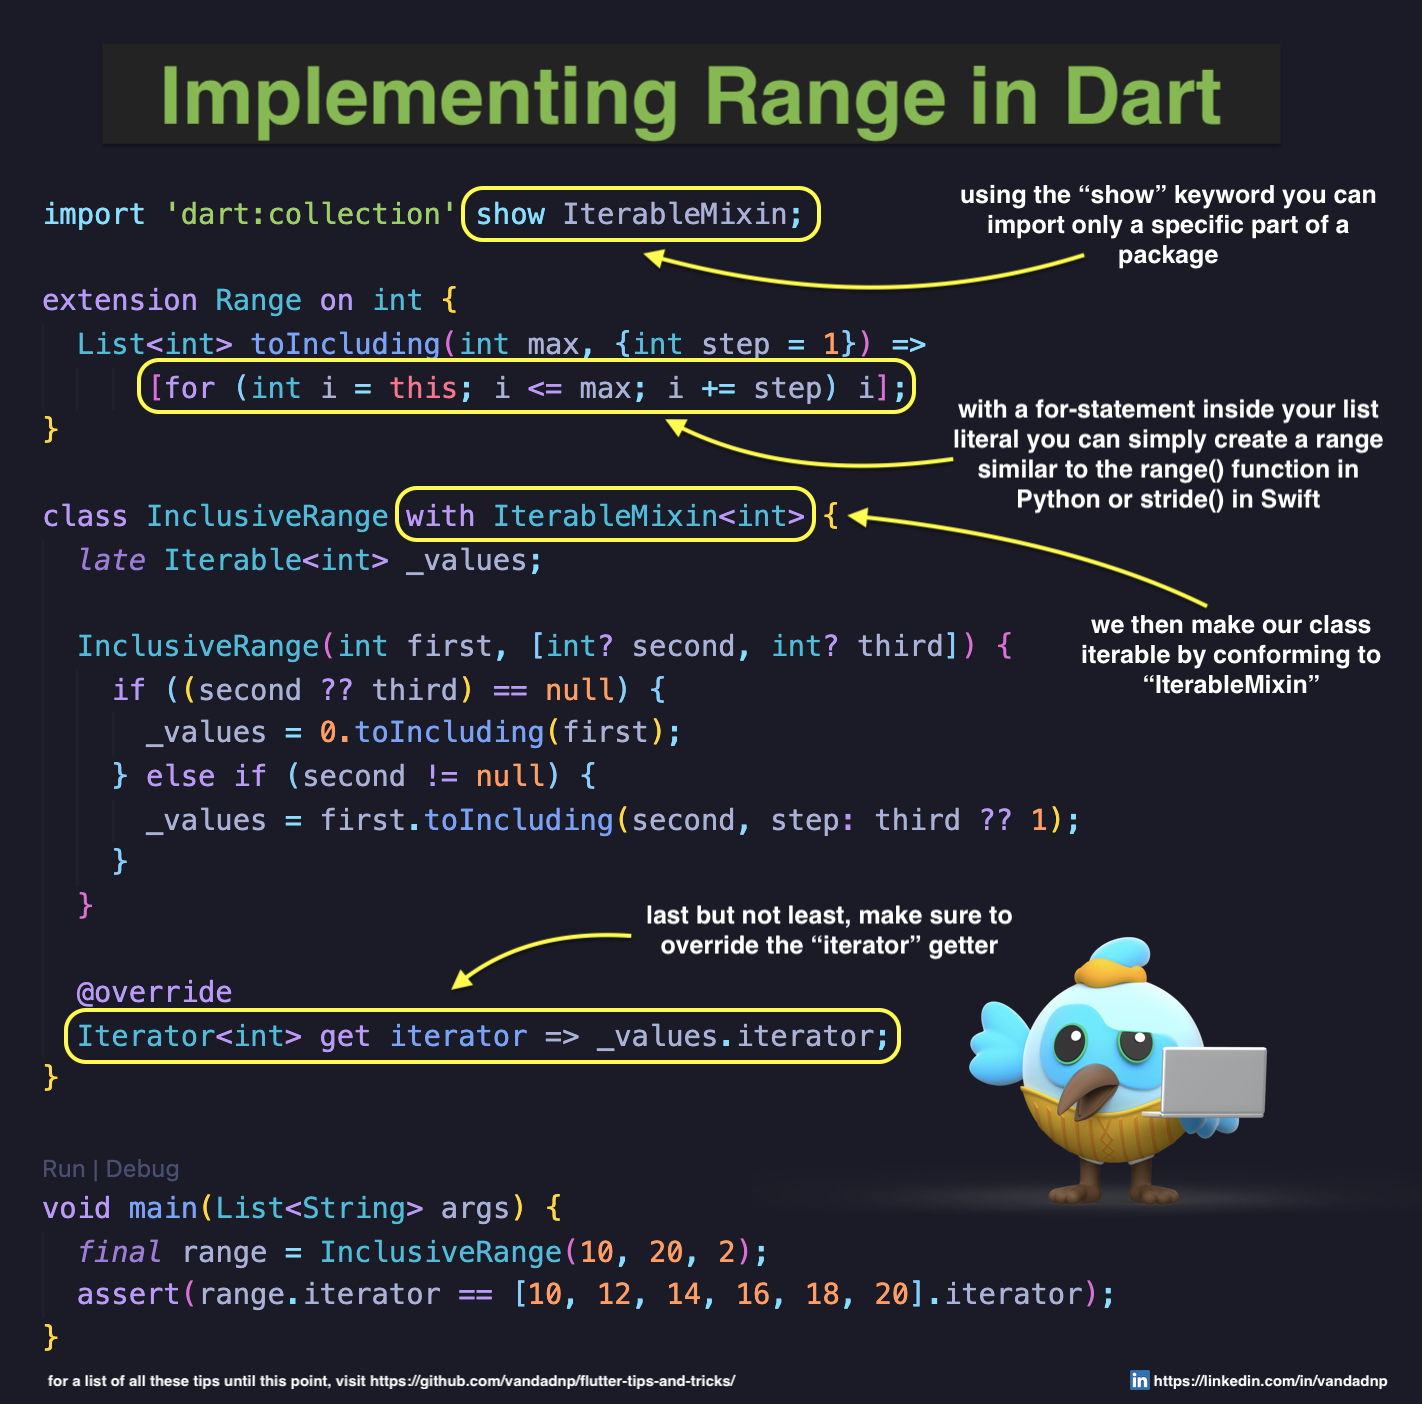 Implementing Range in Dart
import 'dart:collection' show IterableMixin;
using the “show” keyword you can
import only a specific part of a
package
extension Range on int {
List<int> toIncluding(int max, {int step = 1}) =>
[for (int i = this; i <= max; i += step) i];
}
with a for-statement inside your list
literal you can simply create a range
similar to the range() function in
Python or stride() in Swift
class InclusiveRange with IterableMixin<int> {
late Iterable<int> _values;
we then make our class
iterable by conforming to
“IterableMixin”
InclusiveRange(int first, [int? second, int? third]) {
if ((second ?? third) == null) {
_values = 0.toIncluding(first);
} else if (second != null) {
_values = first.toIncluding(second, step: third ?? 1);
}
}
last but not least, make sure to
override the “iterator” getter
@override
Iterator<int> get iterator => _values.iterator;
}
Run | Debug
void main(List<String> args) {
final range = InclusiveRange(10, 20, 2);
assert(range.iterator == [10, 12, 14, 16, 18, 20].iterator);
}
for a list of all these tips until this point, visit https://github.com/vandadnp/flutter-tips-and-tricks/
in https://linkedin.com/in/vandadnp